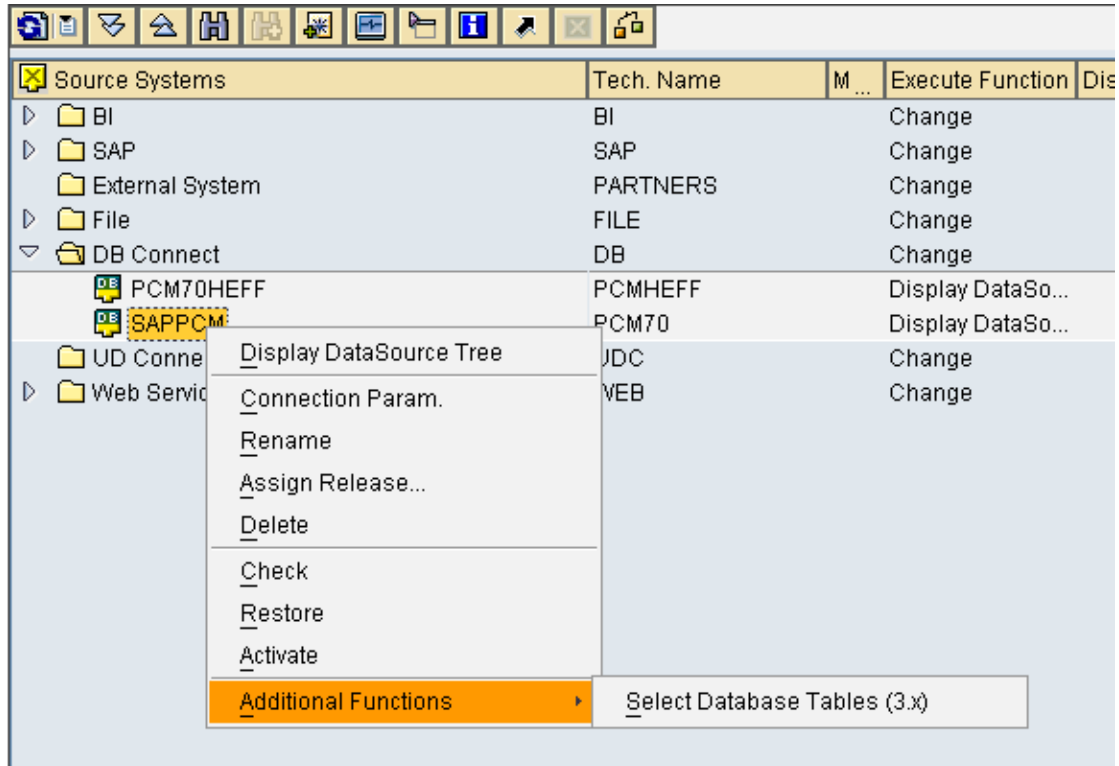 Source Systems Tech. Name M ... Execute Function Dis
BI BI Change
SAP SAP Change
External System PARTNERS Change
File FILE Change
DB Connect DB Change
PCM70HEFF PCMHEFF Display DataSo...
SAPPCM PCM70 Display DataSo...
UD Conne UDC Change
Web Servic WEB Change
Display DataSource Tree
Connection Param.
Rename
Assign Release...
Delete
Check
Restore
Activate
Additional Functions
Select Database Tables (3.x)